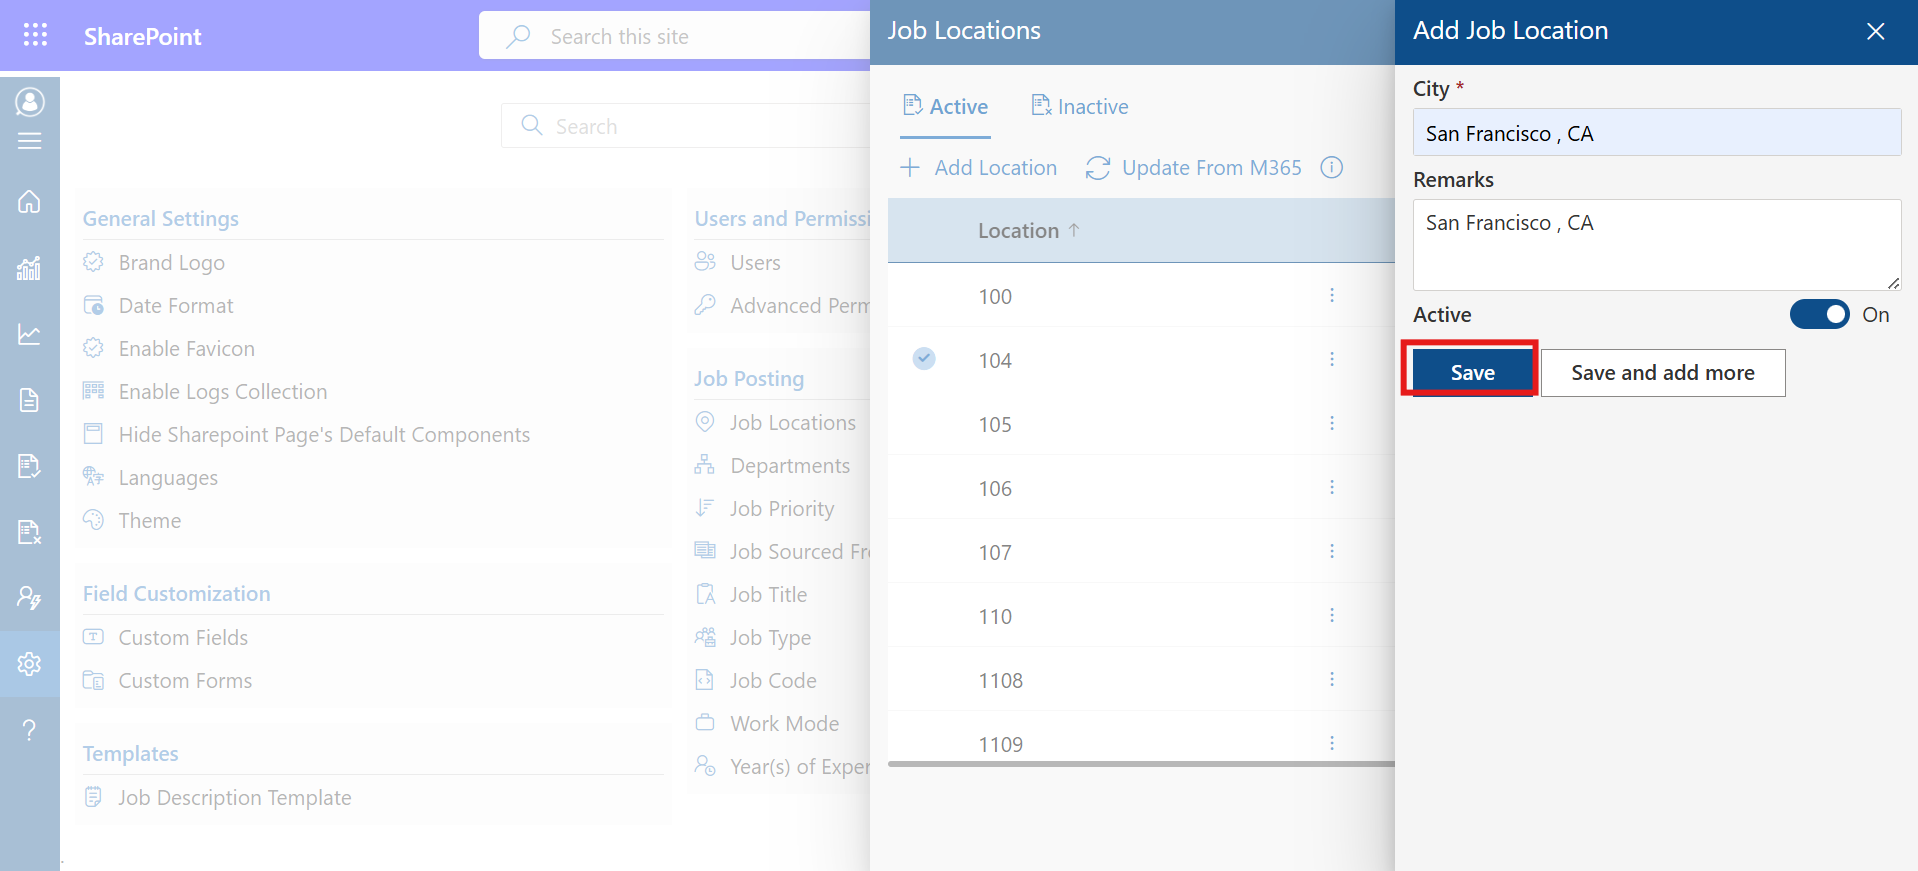 SharePoint
Search this site
Search
General Settings
Brand Logo
Date Format
Enable Favicon
Enable Logs Collection
Hide Sharepoint Page's Default Components
Languages
Theme
Field Customization
Custom Fields
Custom Forms
Templates
Job Description Template
Users and Permissi
Users
Advanced Perm
Job Posting
Job Locations
Departments
Job Priority
Job Sourced Fr
Job Title
Job Type
Job Code
Work Mode
Year(s) of Exper
Job Locations
Active
Inactive
Add Location
Update From M365
Location
100
104
105
106
107
110
1108
1109
Add Job Location
City *
San Francisco , CA
Remarks
San Francisco , CA
Active
On
Save
Save and add more